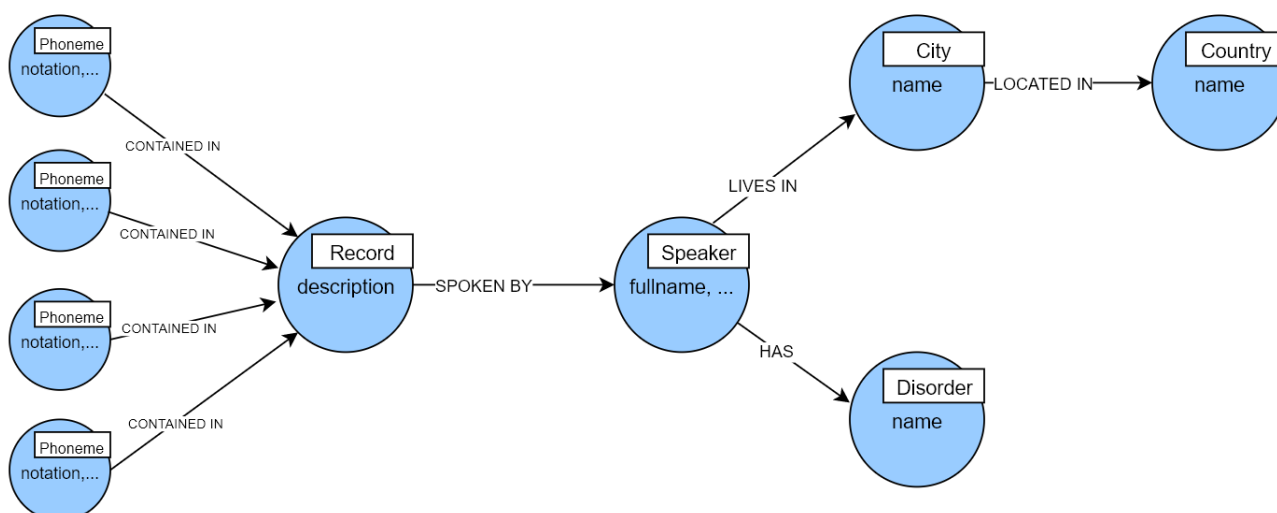 Phoneme
notation,...
CONTAINED IN
Phoneme
notation,...
CONTAINED IN
Phoneme
notation,...
CONTAINED IN
Phoneme
notation,...
CONTAINED IN
Record
description
SPOKEN BY
Speaker
fullname, ...
LIVES IN
City
name
LOCATED IN
Country
name
HAS
Disorder
name